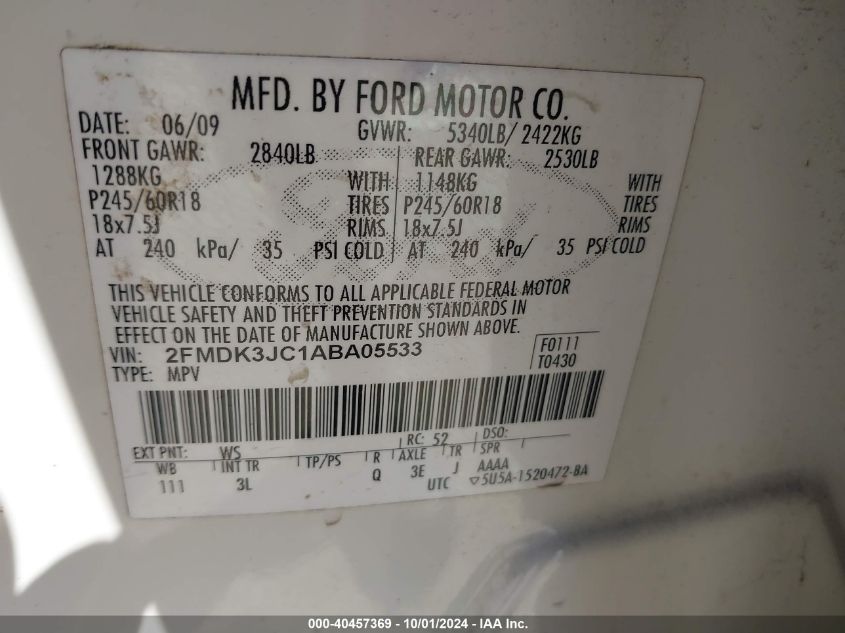 MFD. BY FORD MOTOR CO.
DATE: 06/09 GVWR: 5340LB/ 2422KG
FRONT GAWR: 2840LB REAR GAWR: 2530LB
1288KG WITH 1148KG WITH
P245/60R18 TIRES P245/60R18 TIRES
18x7.5J RIMS 18x7.5J RIMS
AT 240 kPa/ 35 PSI COLD AT 240 kPa/ 35 PSI COLD
THIS VEHICLE CONFORMS TO ALL APPLICABLE FEDERAL MOTOR
VEHICLE SAFETY AND THEFT PREVENTION STANDARDS IN
EFFECT ON THE DATE OF MANUFACTURE SHOWN ABOVE.
VIN: 2FMDK3JC1ABA05533 F0111
TYPE: MPV T0430
EXT PNT: WS RC: 52 DSO:
WB INT TR TP/PS R AXLE TR SPR
111 3L Q 3E J AAAA
UTC ▽5U5A-1520472-BA
000-40457369 - 10/01/2024 - IAA Inc.